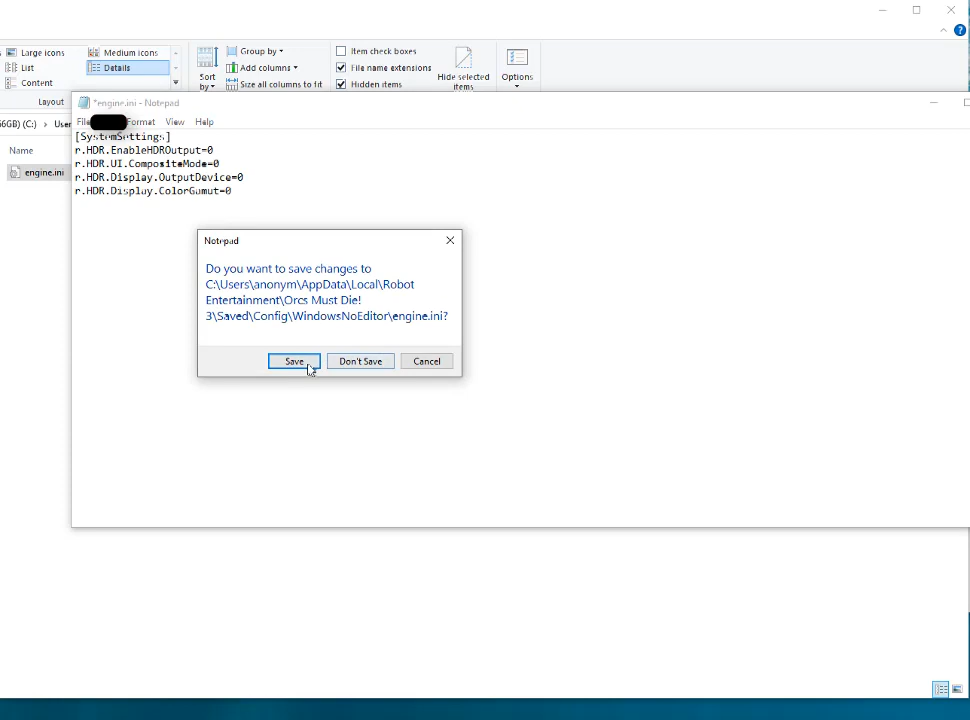 Large icons
Medium icons
List
Details
Content
Layout
Sort
by
Group by
Add columns
Size all columns to fit
Item check boxes
File name extensions
Hidden items
Hide selected
items
Options
*engine.ini - Notepad
(C:) > User
Format View Help
Name
engine.ini
[SystemSettings]
r.HDR.EnableHDROutput=0
r.HDR.UI.CompositeMode=0
r.HDR.Display.OutputDevice=0
r.HDR.Display.ColorGamut=0
Notepad
Do you want to save changes to
C:\Users\anonym\AppData\Local\Robot
Entertainment\Orcs Must Die!
3\Saved\Config\WindowsNoEditor\engine.ini?
Save
Don't Save
Cancel